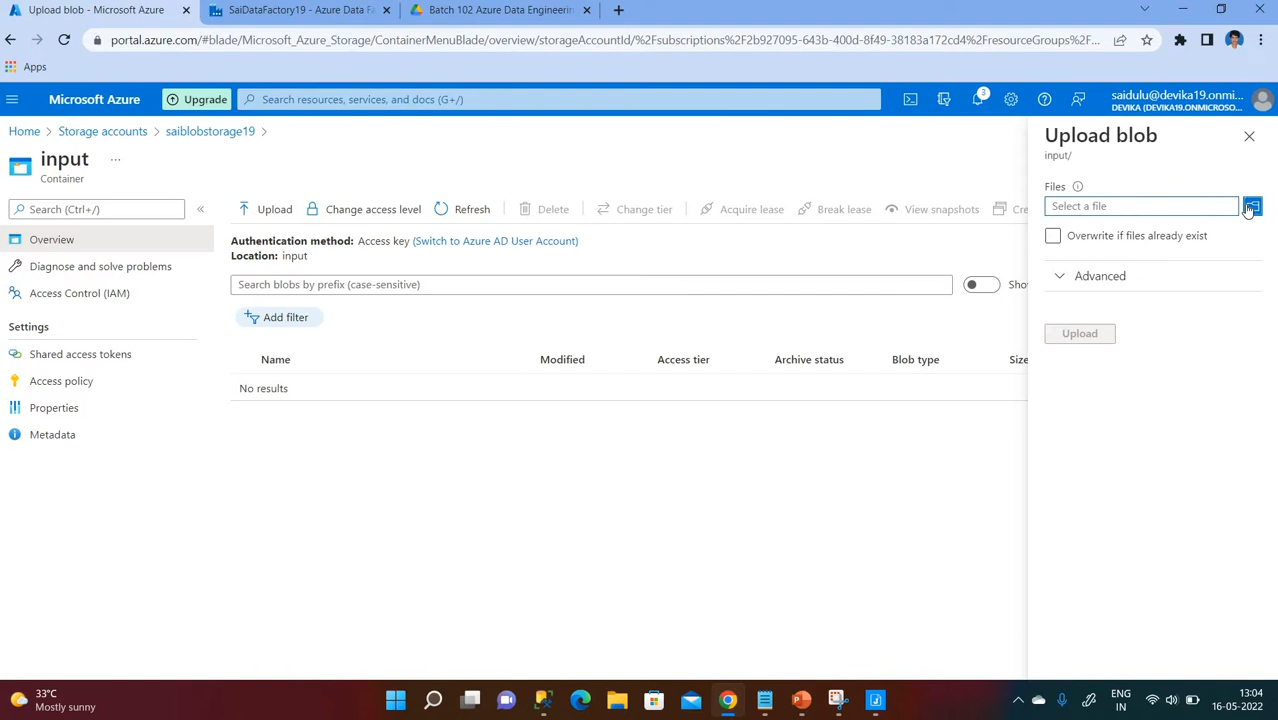 Upload blob - Microsoft Azure
SaiDataFactory19 - Azure Data Fa
Batch 102 Azure Data Engineerin
portal.azure.com/#blade/Microsoft_Azure_Storage/ContainerMenuBlade/overview/storageAccountId/%2Fsubscriptions%2F2b927095-643b-400d-8f49-38183a172cd4%2FresourceGroups%2F...
Apps
Microsoft Azure
Upgrade
Search resources, services, and docs (G+/)
3
saidulu@devika19.onmi...
DEVIKA (DEVIKA19.ONMICROSO...
Home > Storage accounts > saiblobstorage19 >
input
...
Container
Search (Ctrl+/)
«
Overview
Diagnose and solve problems
Access Control (IAM)
Settings
Shared access tokens
Access policy
Properties
Metadata
Upload
Change access level
Refresh
Delete
Change tier
Acquire lease
Break lease
View snapshots
Cre
Authentication method: Access key (Switch to Azure AD User Account)
Location: input
Search blobs by prefix (case-sensitive)
Show
Add filter
Name
Modified
Access tier
Archive status
Blob type
Size
No results
Upload blob
input/
Files
Select a file
Overwrite if files already exist
Advanced
Upload
33°C
Mostly sunny
ENG
IN
13:04
16-05-2022